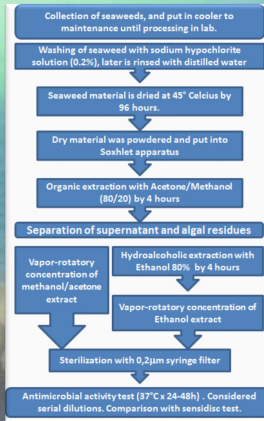 Collection of seaweeds, and put in cooler to
maintenance until processing in lab.
Washing of seaweed with sodium hypochlorite
solution (0.2%), later is rinsed with distilled water
Seaweed material is dried at 45° Celcius by
96 hours.
Dry material was powdered and put into
Soxhlet apparatus
Organic extraction with Acetone/Methanol
(80/20) by 4 hours
Separation of supernatant and algal residues
Vapor-rotatory
concentration of
methanol/acetone
extract
Hydroalcoholic extraction with
Ethanol 80% by 4 hours
Vapor-rotatory concentration of
Ethanol extract
Sterilization with 0,2µm syringe filter
Antimicrobial activity test (37°C x 24-48h) . Considered
serial dilutions. Comparison with sensidisc test.